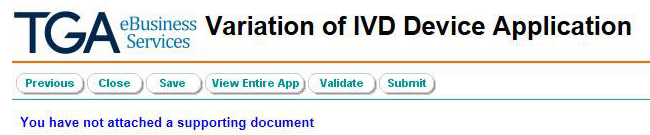 TGA eBusiness Services Variation of IVD Device Application
Previous Close Save View Entire App Validate Submit
You have not attached a supporting document